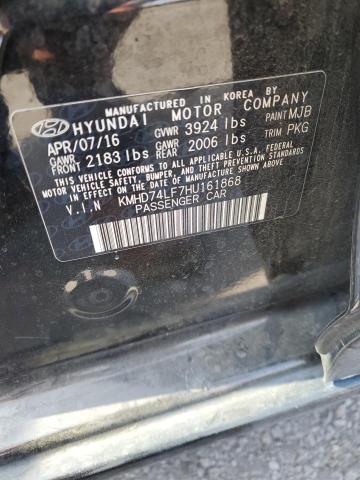 MANUFACTURED IN KOREA BY
HYUNDAI MOTOR COMPANY
APR/07/16 GVWR 3924 lbs PAINT MJB
GAWR FRONT 2183 lbs GAWR REAR 2006 lbs TRIM PKG
THIS VEHICLE CONFORMS TO ALL APPLICABLE U.S.A. FEDERAL
MOTOR VEHICLE SAFETY, BUMPER, AND THEFT PREVENTION STANDARDS
IN EFFECT ON THE DATE OF MANUFACTURE SHOWN ABOVE.
V.I.N KMHD74LF7HU161868
PASSENGER CAR